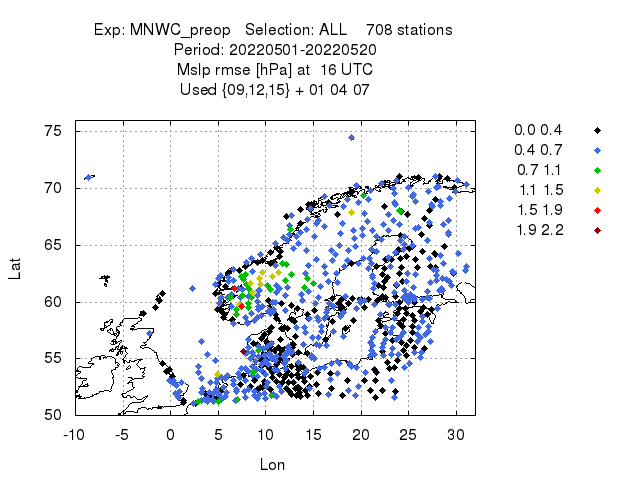 Exp: MNWC_preop   Selection: ALL    708 stations
Period: 20220501-20220520
Mslp rmse [hPa] at  16 UTC
Used {09,12,15} + 01 04 07
0.0 0.4
0.4 0.7
0.7 1.1
1.1 1.5
1.5 1.9
1.9 2.2
75
70
65
60
55
50
Lat
-10 -5 0 5 10 15 20 25 30
Lon